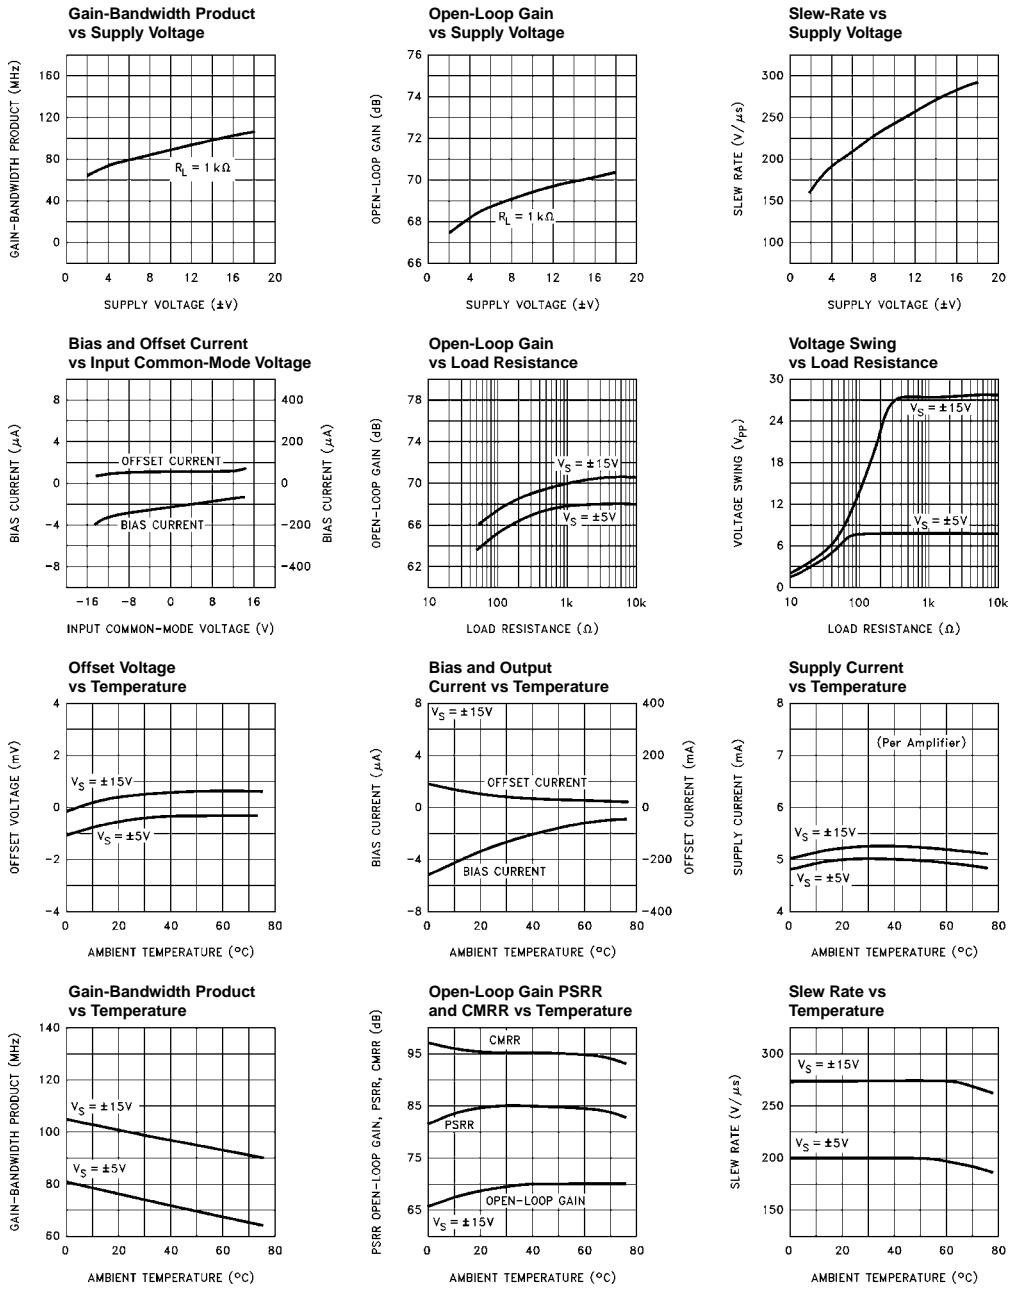 Gain-Bandwidth Product
vs Supply Voltage
GAIN-BANDWIDTH PRODUCT (MHz)
160
120
80
40
0
R_L = 1 kΩ
0 4 8 12 16 20
SUPPLY VOLTAGE (±V)
Open-Loop Gain
vs Supply Voltage
OPEN-LOOP GAIN (dB)
76
74
72
70
68
66
R_L = 1 kΩ
0 4 8 12 16 20
SUPPLY VOLTAGE (±V)
Slew-Rate vs
Supply Voltage
SLEW RATE (V/μs)
300
250
200
150
100
0 4 8 12 16 20
SUPPLY VOLTAGE (±V)
Bias and Offset Current
vs Input Common-Mode Voltage
BIAS CURRENT (μA)
8
4
0
−4
−8
OFFSET CURRENT
BIAS CURRENT
400
200
0
−200
−400
BIAS CURRENT (μA)
−16 −8 0 8 16
INPUT COMMON-MODE VOLTAGE (V)
Open-Loop Gain
vs Load Resistance
OPEN-LOOP GAIN (dB)
78
74
70
66
62
V_S = ±15V
V_S = ±5V
10 100 1k 10k
LOAD RESISTANCE (Ω)
Voltage Swing
vs Load Resistance
VOLTAGE SWING (V_PP)
30
24
18
12
6
0
V_S = ±15V
V_S = ±5V
10 100 1k 10k
LOAD RESISTANCE (Ω)
Offset Voltage
vs Temperature
OFFSET VOLTAGE (mV)
4
2
0
−2
−4
V_S = ±15V
V_S = ±5V
0 20 40 60 80
AMBIENT TEMPERATURE (°C)
Bias and Output
Current vs Temperature
BIAS CURRENT (μA)
8
4
0
−4
−8
V_S = ±15V
OFFSET CURRENT
BIAS CURRENT
400
200
0
−200
−400
OFFSET CURRENT (mA)
0 20 40 60 80
AMBIENT TEMPERATURE (°C)
Supply Current
vs Temperature
SUPPLY CURRENT (mA)
8
7
6
5
4
(Per Amplifier)
V_S = ±15V
V_S = ±5V
0 20 40 60 80
AMBIENT TEMPERATURE (°C)
Gain-Bandwidth Product
vs Temperature
GAIN-BANDWIDTH PRODUCT (MHz)
140
120
100
80
60
V_S = ±15V
V_S = ±5V
0 20 40 60 80
AMBIENT TEMPERATURE (°C)
Open-Loop Gain PSRR
and CMRR vs Temperature
PSRR OPEN-LOOP GAIN, PSRR, CMRR (dB)
95
85
75
65
CMRR
PSRR
OPEN-LOOP GAIN
V_S = ±15V
0 20 40 60 80
AMBIENT TEMPERATURE (°C)
Slew Rate vs
Temperature
SLEW RATE (V/μs)
300
250
200
150
V_S = ±15V
V_S = ±5V
0 20 40 60 80
AMBIENT TEMPERATURE (°C)